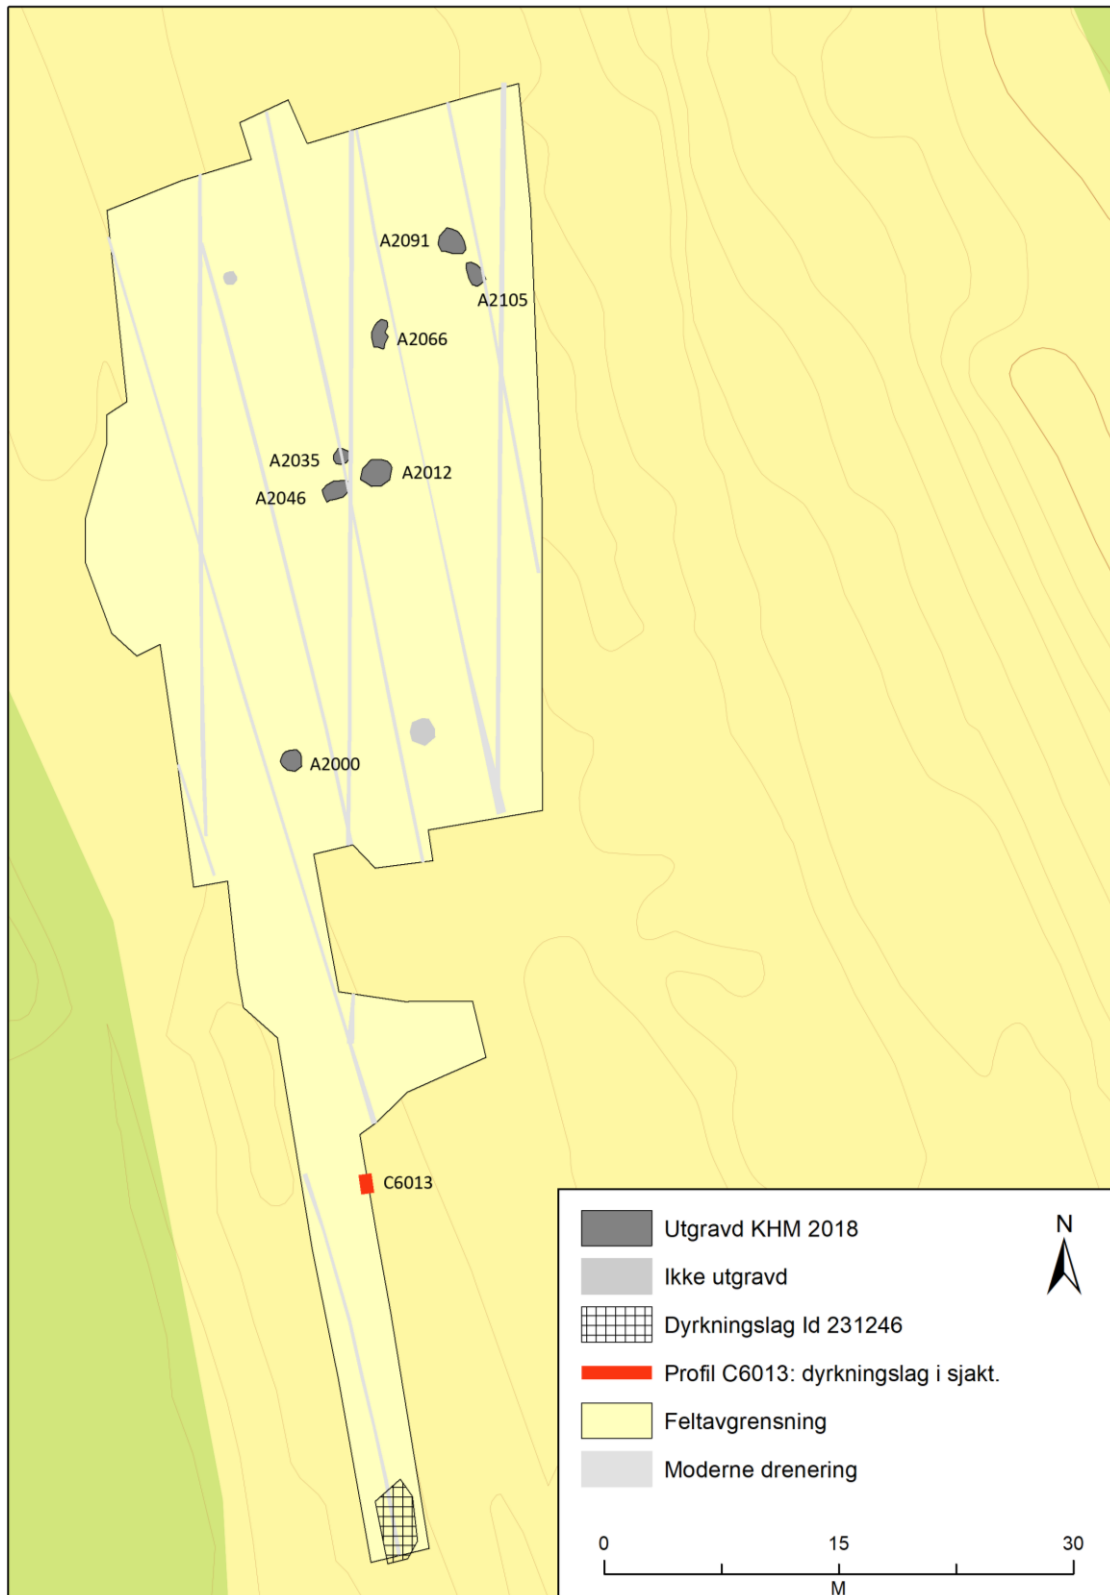 A2091
A2105
A2066
A2035
A2012
A2046
A2000
C6013
Utgravd KHM 2018
N
Ikke utgravd
Dyrkningslag Id 231246
Profil C6013: dyrkningslag i sjakt.
Feltavgrensning
Moderne drenering
0 15 30
M